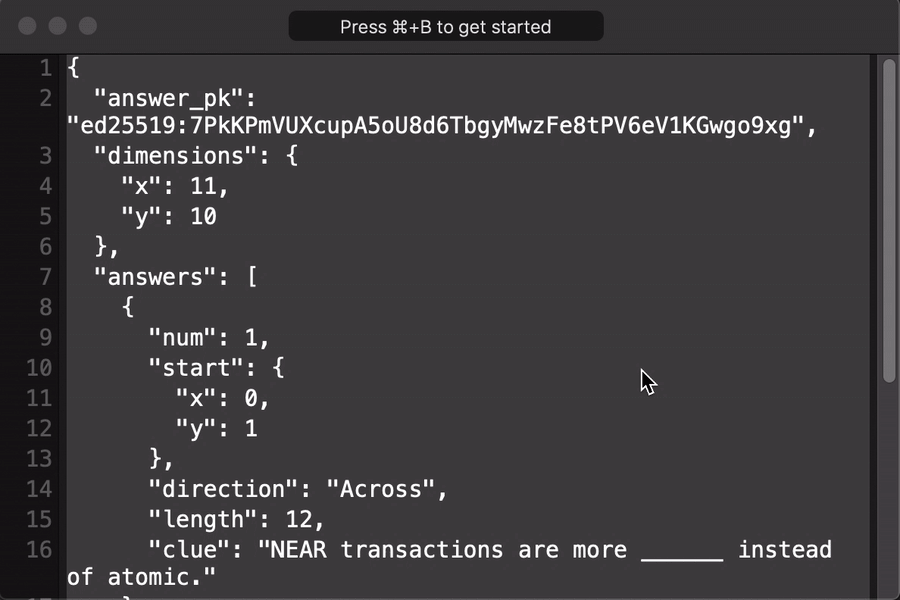 Press ⌘+B to get started
1 {
2 "answer_pk":
"ed25519:7PkKPmVUXcupA5oU8d6TbgyMwzFe8tPV6eV1KGwgo9xg",
3 "dimensions": {
4 "x": 11,
5 "y": 10
6 },
7 "answers": [
8 {
9 "num": 1,
10 "start": {
11 "x": 0,
12 "y": 1
13 },
14 "direction": "Across",
15 "length": 12,
16 "clue": "NEAR transactions are more ______ instead
of atomic."